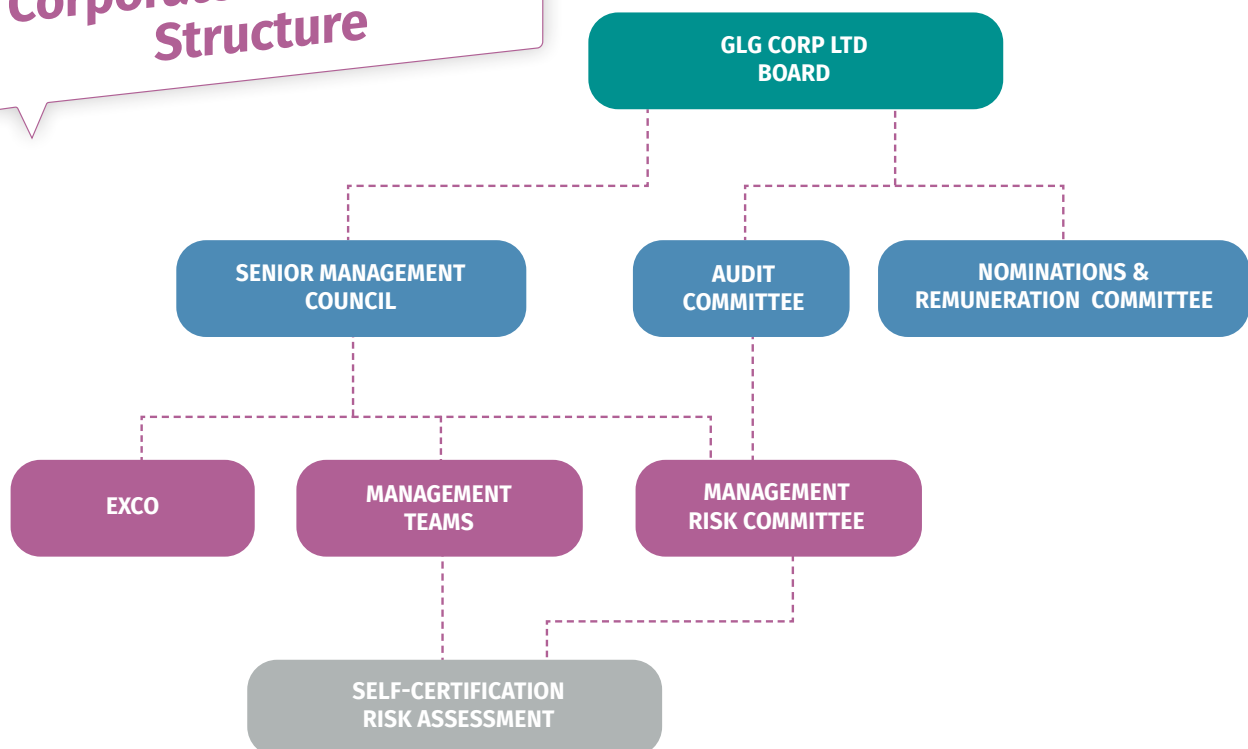 Structure
GLG CORP LTD
BOARD
SENIOR MANAGEMENT
COUNCIL
AUDIT
COMMITTEE
NOMINATIONS &
REMUNERATION COMMITTEE
EXCO
MANAGEMENT
TEAMS
MANAGEMENT
RISK COMMITTEE
SELF-CERTIFICATION
RISK ASSESSMENT